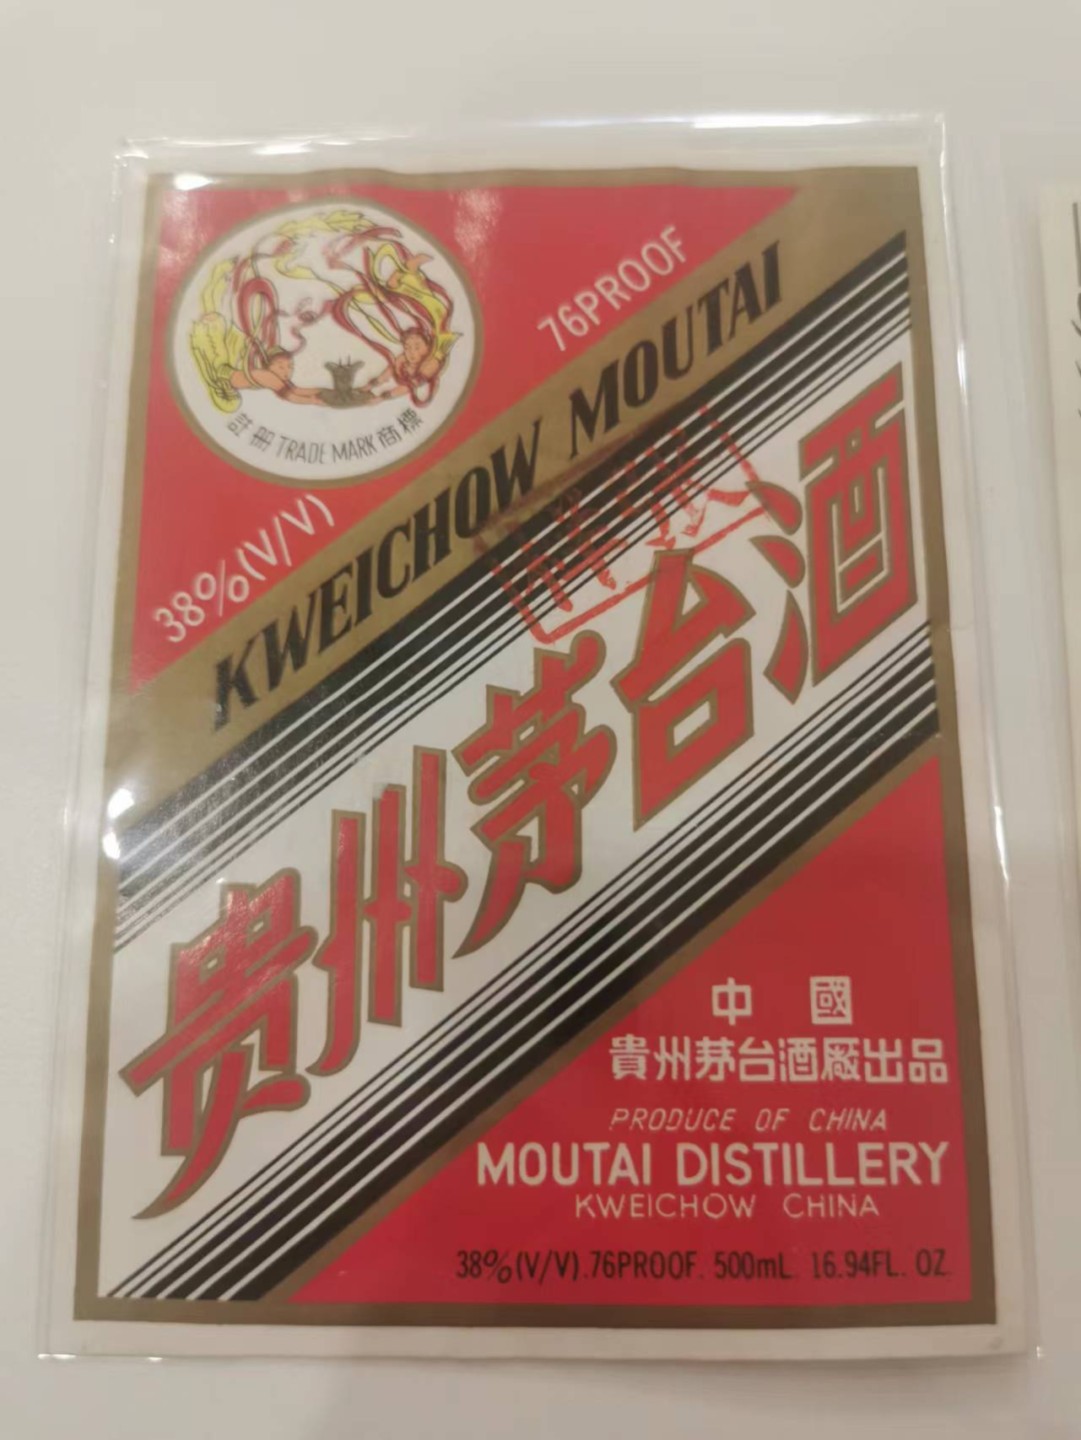 註册 TRADE MARK 商標
76PROOF
38%(V/V)
KWEICHOW MOUTAI
贵州茅台酒
中國
貴州茅台酒廠出品
PRODUCE OF CHINA
MOUTAI DISTILLERY
KWEICHOW CHINA
38%(V/V).76PROOF. 500mL 16.94FL. OZ